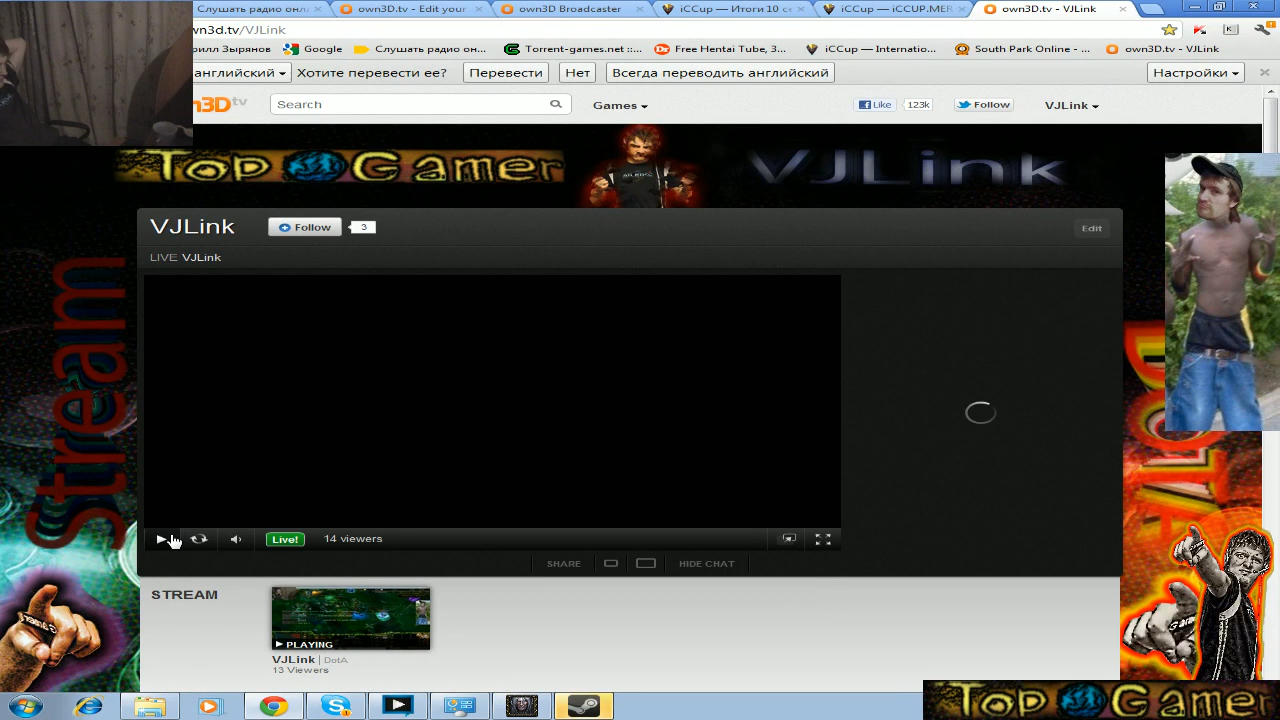 Слушать радио онл
own3D.tv - Edit your
own3D Broadcaster
iCCup — Итоги 10 се
iCCup — iCCUP.MER
own3D.tv - VJLink
wn3d.tv/VJLink
рилл Зырянов
Google
Слушать радио он...
Torrent-games.net ::...
Free Hentai Tube, 3...
iCCup — Internatio...
South Park Online - ...
own3D.tv - VJLink
английский
Хотите перевести ее?
Перевести
Нет
Всегда переводить английский
Настройки
n3D tv
Search
Games
Like
123k
Follow
VJLink
Top Gamer
VJLink
VJLink
Follow
3
Edit
LIVE VJLink
Stream
Live!
14 viewers
SHARE
HIDE CHAT
STREAM
PLAYING
VJLink | DotA
13 Viewers
Top Gamer